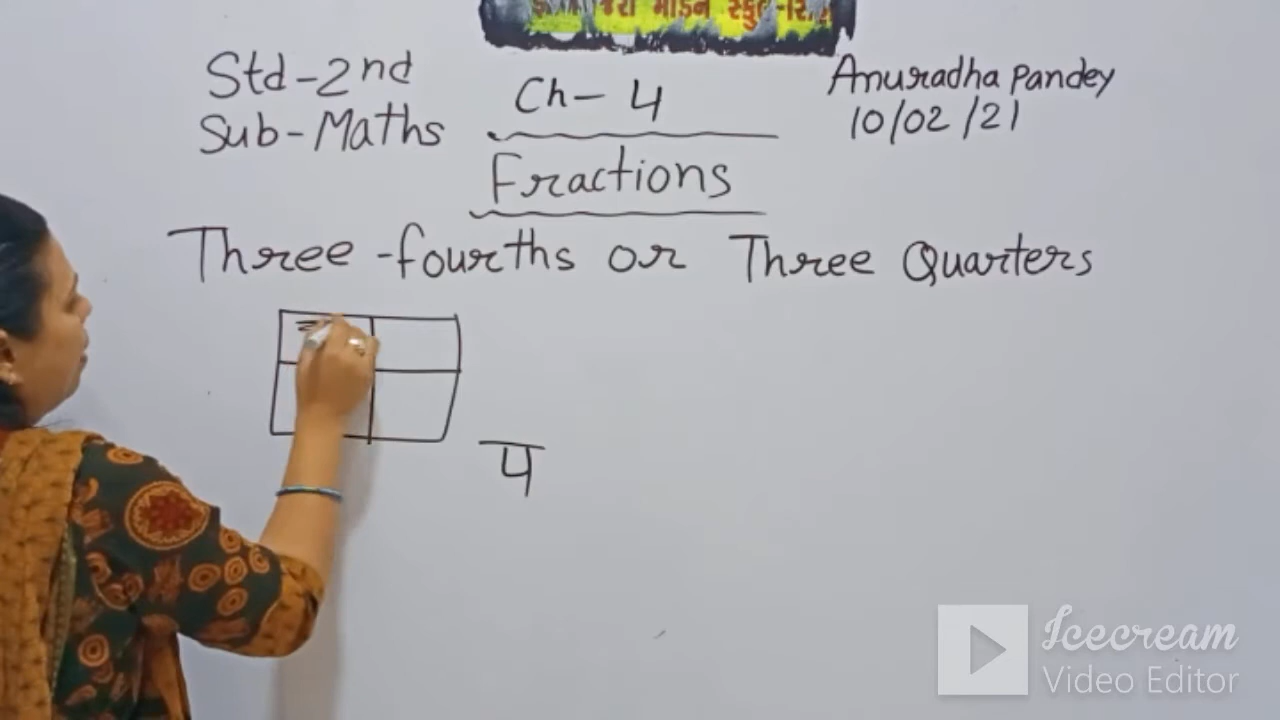 મોડર્ન સ્કુલ
Std-2nd
Ch-4
Anuradha Pandey
10/02/21
Sub-Maths
Fractions
Three-fourths or Three Quarters
4
Icecream
Video Editor